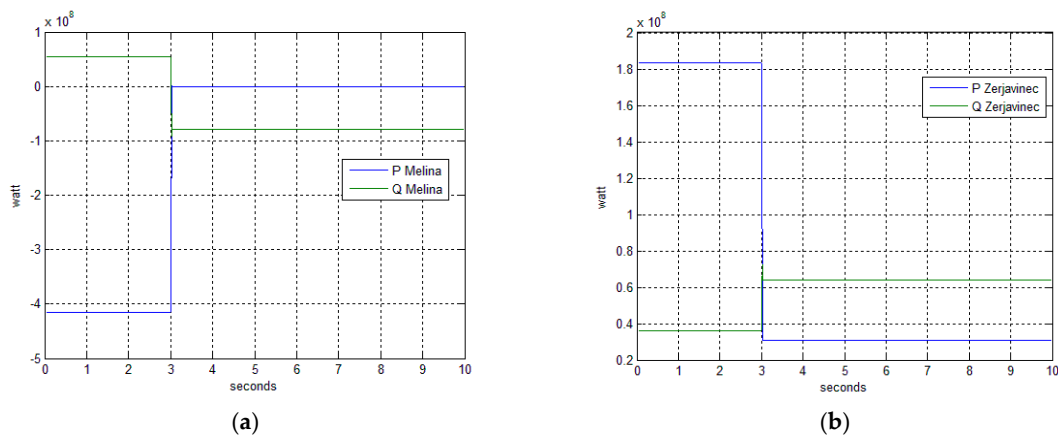 x 10^8
1
0
-1
-2
-3
-4
-5
watt
0 1 2 3 4 5 6 7 8 9 10
seconds
P Melina
Q Melina
(a)
x 10^8
2
1.8
1.6
1.4
1.2
1
0.8
0.6
0.4
0.2
watt
0 1 2 3 4 5 6 7 8 9 10
seconds
P Zerjavinec
Q Zerjavinec
(b)